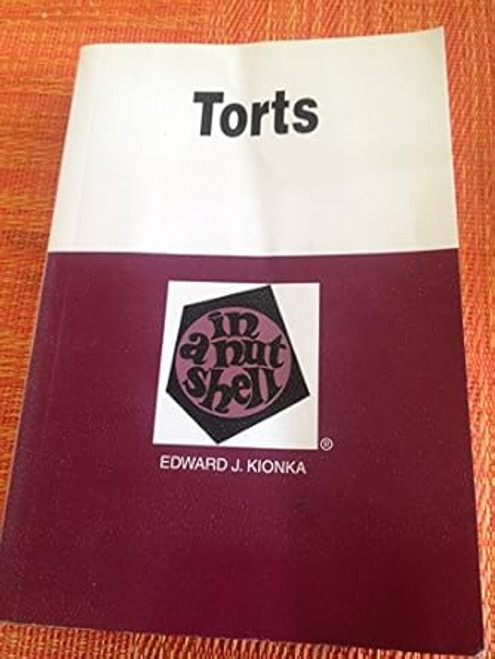 Torts
in
a nut
shell
®
EDWARD J. KIONKA